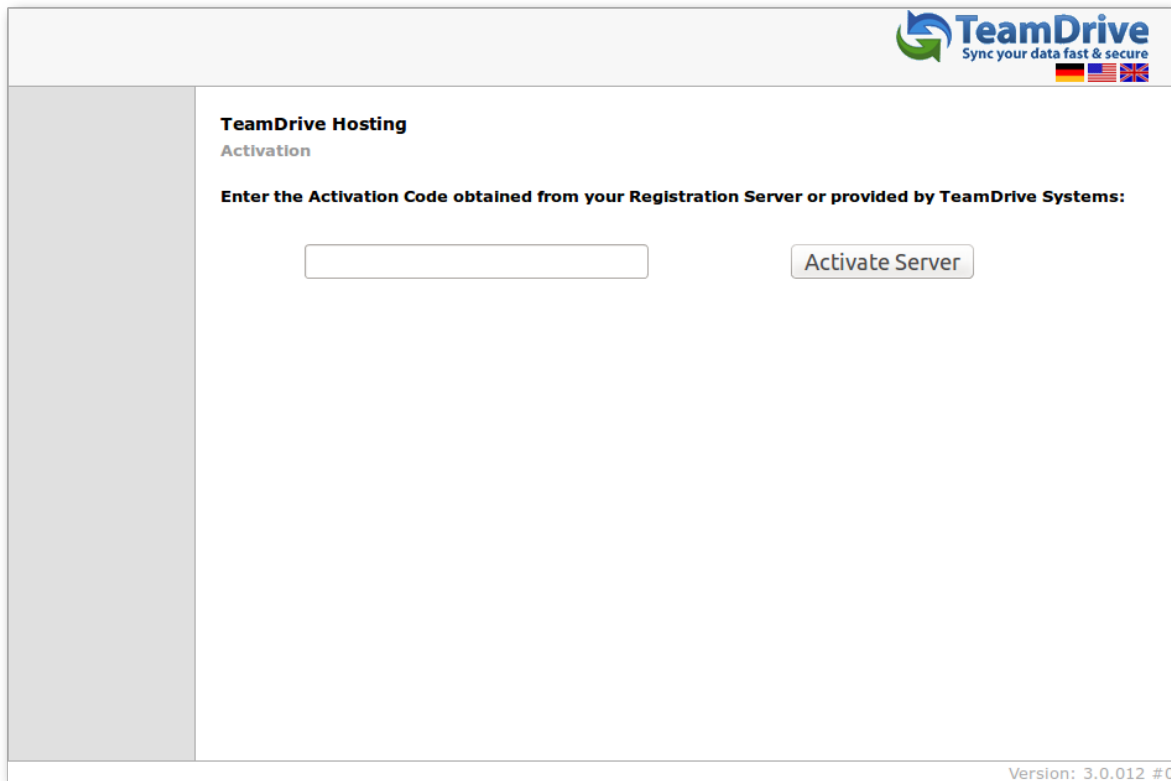 TeamDrive
Sync your data fast & secure
TeamDrive Hosting
Activation
Enter the Activation Code obtained from your Registration Server or provided by TeamDrive Systems:
Activate Server
Version: 3.0.012 #